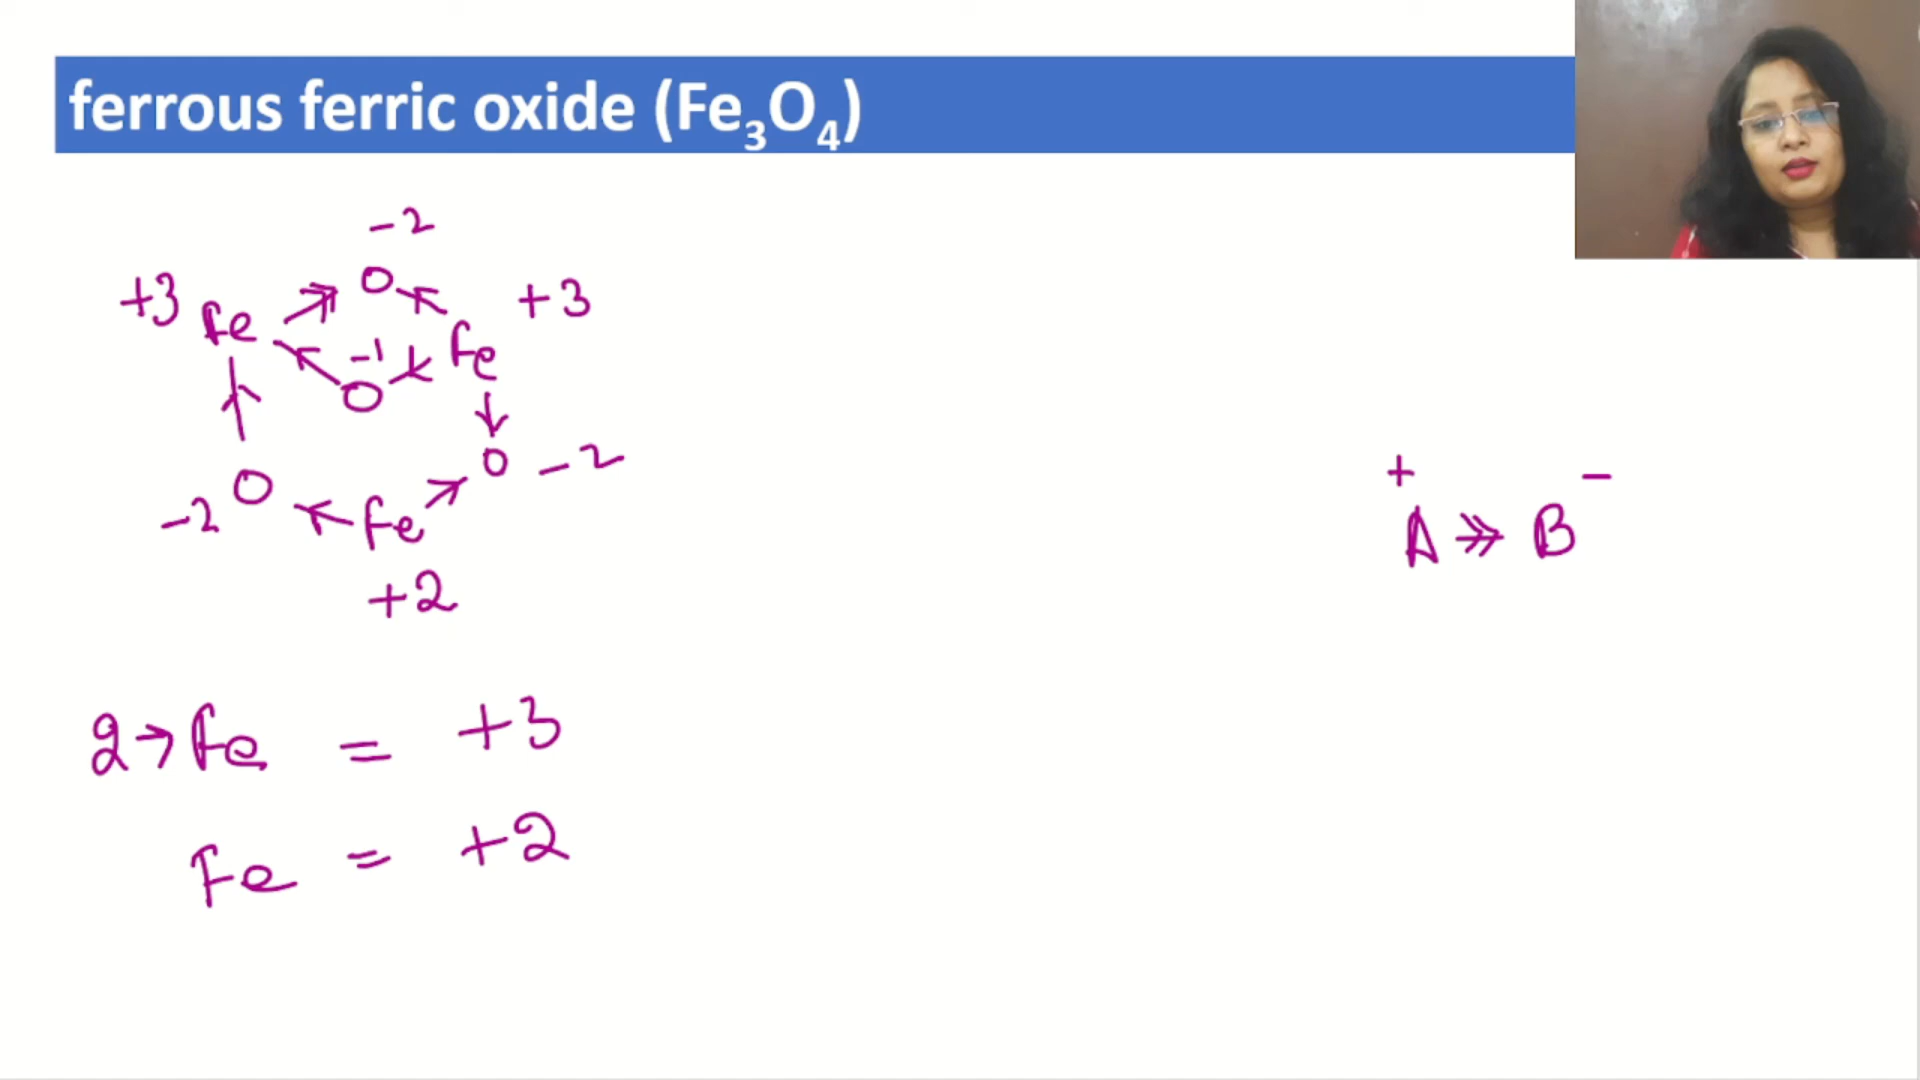 ferrous ferric oxide (Fe₃O₄)
-2
+3 Fe O Fe +3
-1
O
O -2
-2 O Fe
+2
+ -
A B
2→Fe = +3
Fe = +2